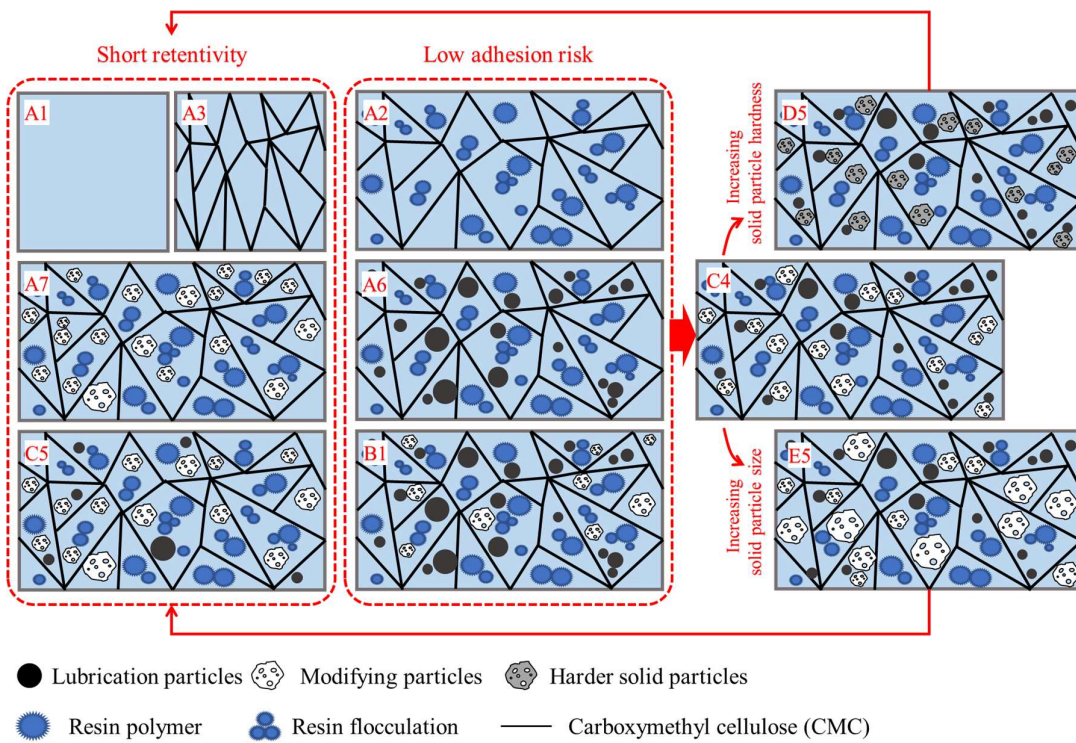 Short retentivity
Low adhesion risk
A1
A3
A2
D5
Increasing
solid particle hardness
A7
A6
C4
C5
B1
E5
Increasing
solid particle size
Lubrication particles
Modifying particles
Harder solid particles
Resin polymer
Resin flocculation
Carboxymethyl cellulose (CMC)